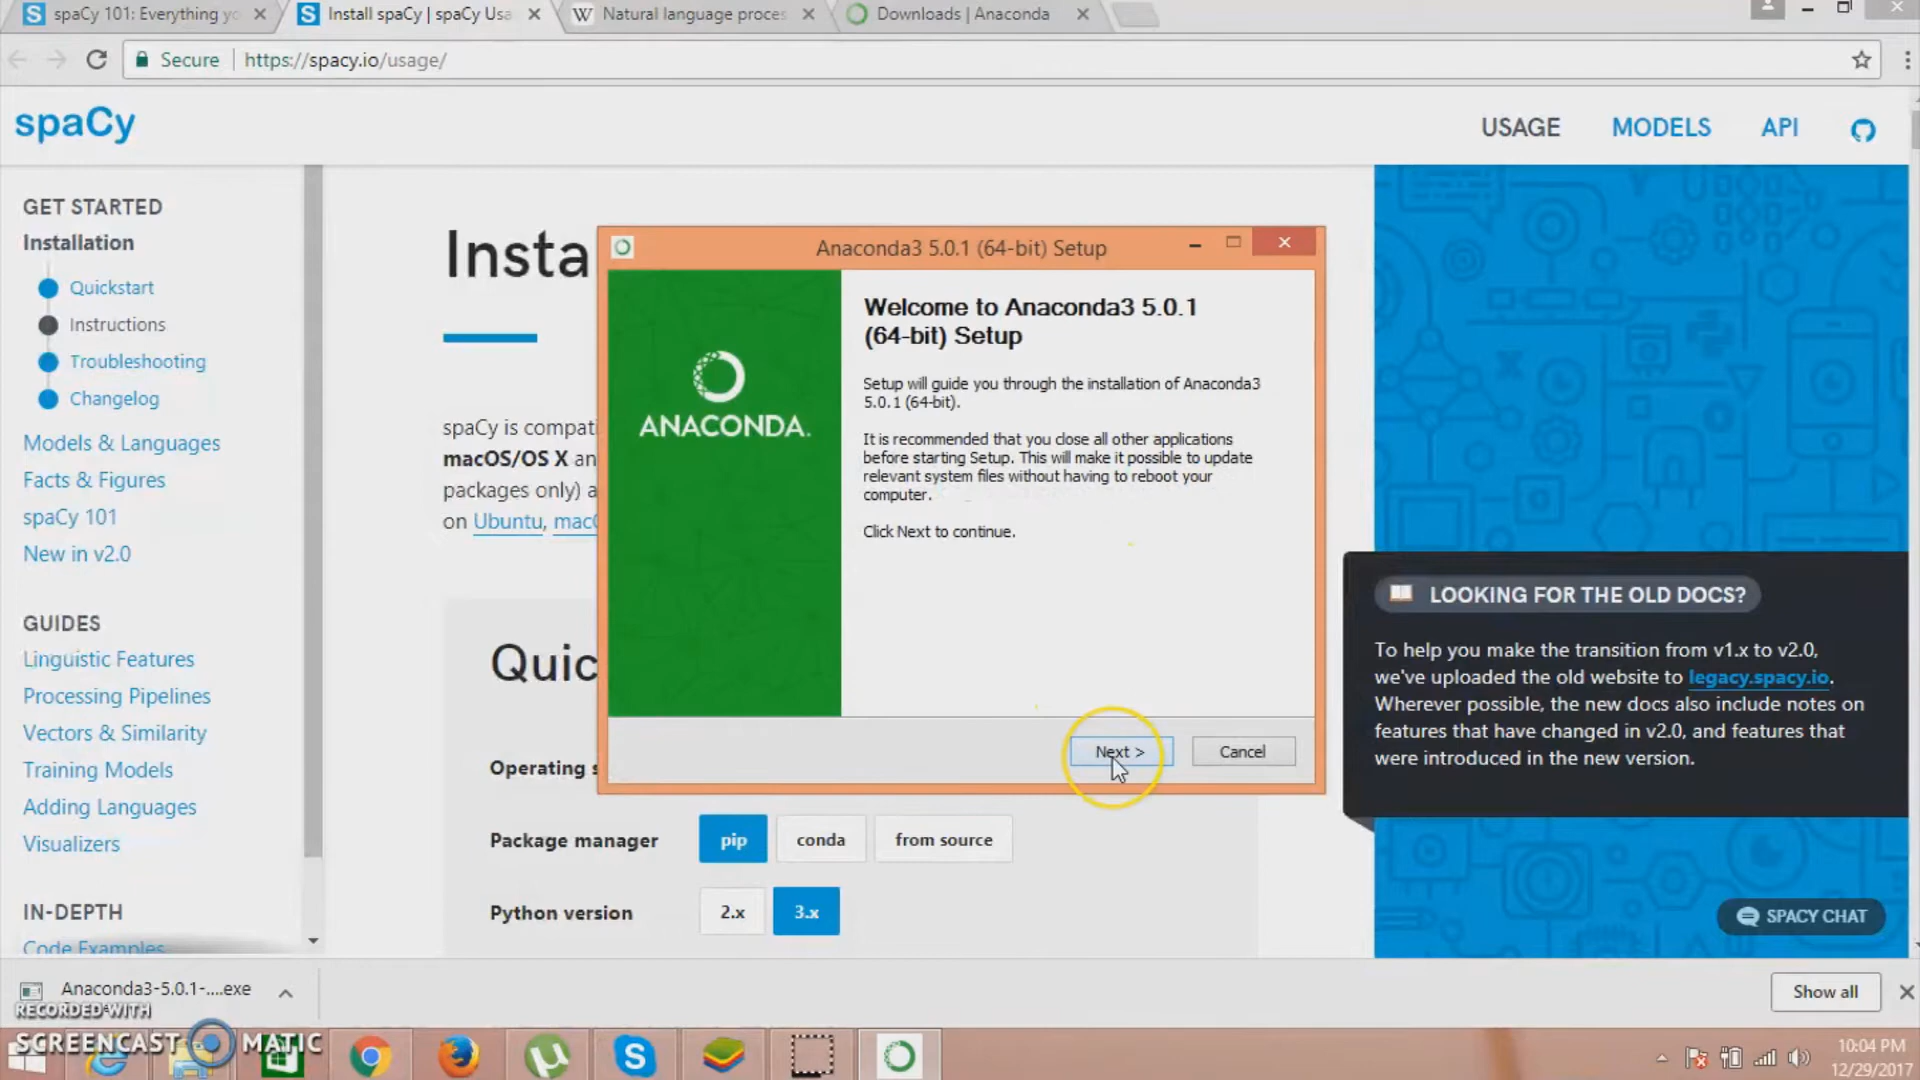 spaCy 101: Everything yo
Install spaCy | spaCy Usa
Natural language proces
Downloads | Anaconda
Secure
https://spacy.io/usage/
spaCy
USAGE
MODELS
API
GET STARTED
Installation
Quickstart
Instructions
Troubleshooting
Changelog
Models & Languages
Facts & Figures
spaCy 101
New in v2.0
GUIDES
Linguistic Features
Processing Pipelines
Vectors & Similarity
Training Models
Adding Languages
Visualizers
IN-DEPTH
Code Examples
Insta
spaCy is compati
macOS/OS X an
packages only) a
on Ubuntu, mac
Quic
Operating s
Package manager
pip
conda
from source
Python version
2.x
3.x
Anaconda3 5.0.1 (64-bit) Setup
ANACONDA.
Welcome to Anaconda3 5.0.1
(64-bit) Setup
Setup will guide you through the installation of Anaconda3
5.0.1 (64-bit).
It is recommended that you close all other applications
before starting Setup. This will make it possible to update
relevant system files without having to reboot your
computer.
Click Next to continue.
Next >
Cancel
LOOKING FOR THE OLD DOCS?
To help you make the transition from v1.x to v2.0,
we've uploaded the old website to legacy.spacy.io.
Wherever possible, the new docs also include notes on
features that have changed in v2.0, and features that
were introduced in the new version.
SPACY CHAT
Anaconda3-5.0.1-....exe
Show all
RECORDED WITH
SCREENCAST MATIC
10:04 PM
12/29/2017